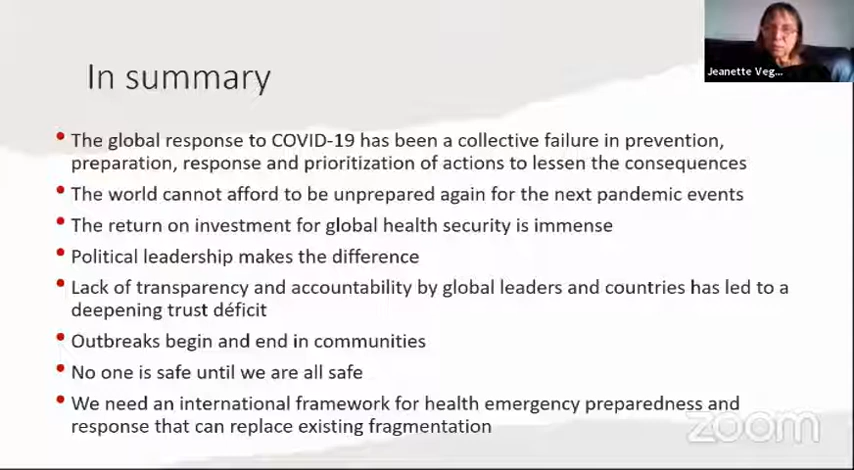 In summary
Jeanette Veg...
The global response to COVID-19 has been a collective failure in prevention,
preparation, response and prioritization of actions to lessen the consequences
The world cannot afford to be unprepared again for the next pandemic events
The return on investment for global health security is immense
Political leadership makes the difference
Lack of transparency and accountability by global leaders and countries has led to a
deepening trust déficit
Outbreaks begin and end in communities
No one is safe until we are all safe
We need an international framework for health emergency preparedness and
response that can replace existing fragmentation
zoom